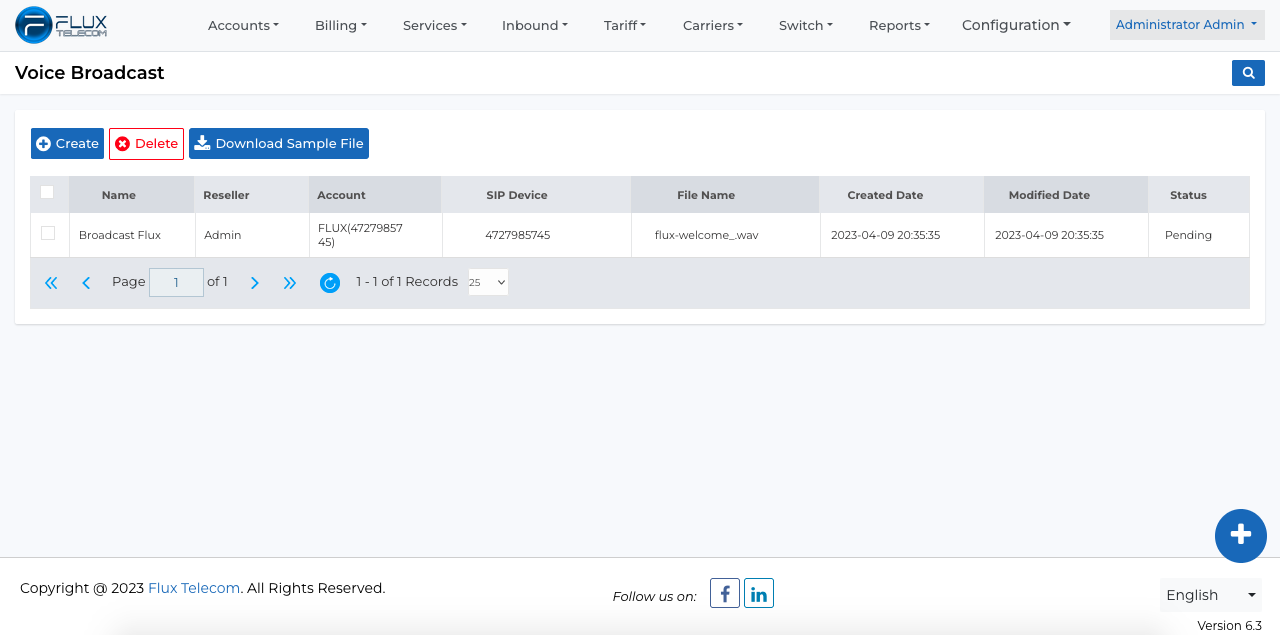 FLUX
TELECOM
Accounts Billing Services Inbound Tariff Carriers Switch Reports Configuration Administrator Admin
Voice Broadcast
Create Delete Download Sample File
Name Reseller Account SIP Device File Name Created Date Modified Date Status
Broadcast Flux Admin FLUX(47279857
45) 4727985745 flux-welcome_.wav 2023-04-09 20:35:35 2023-04-09 20:35:35 Pending
Page 1 of 1 1 - 1 of 1 Records 25
Copyright @ 2023 Flux Telecom. All Rights Reserved.
Follow us on:
English
Version 6.3